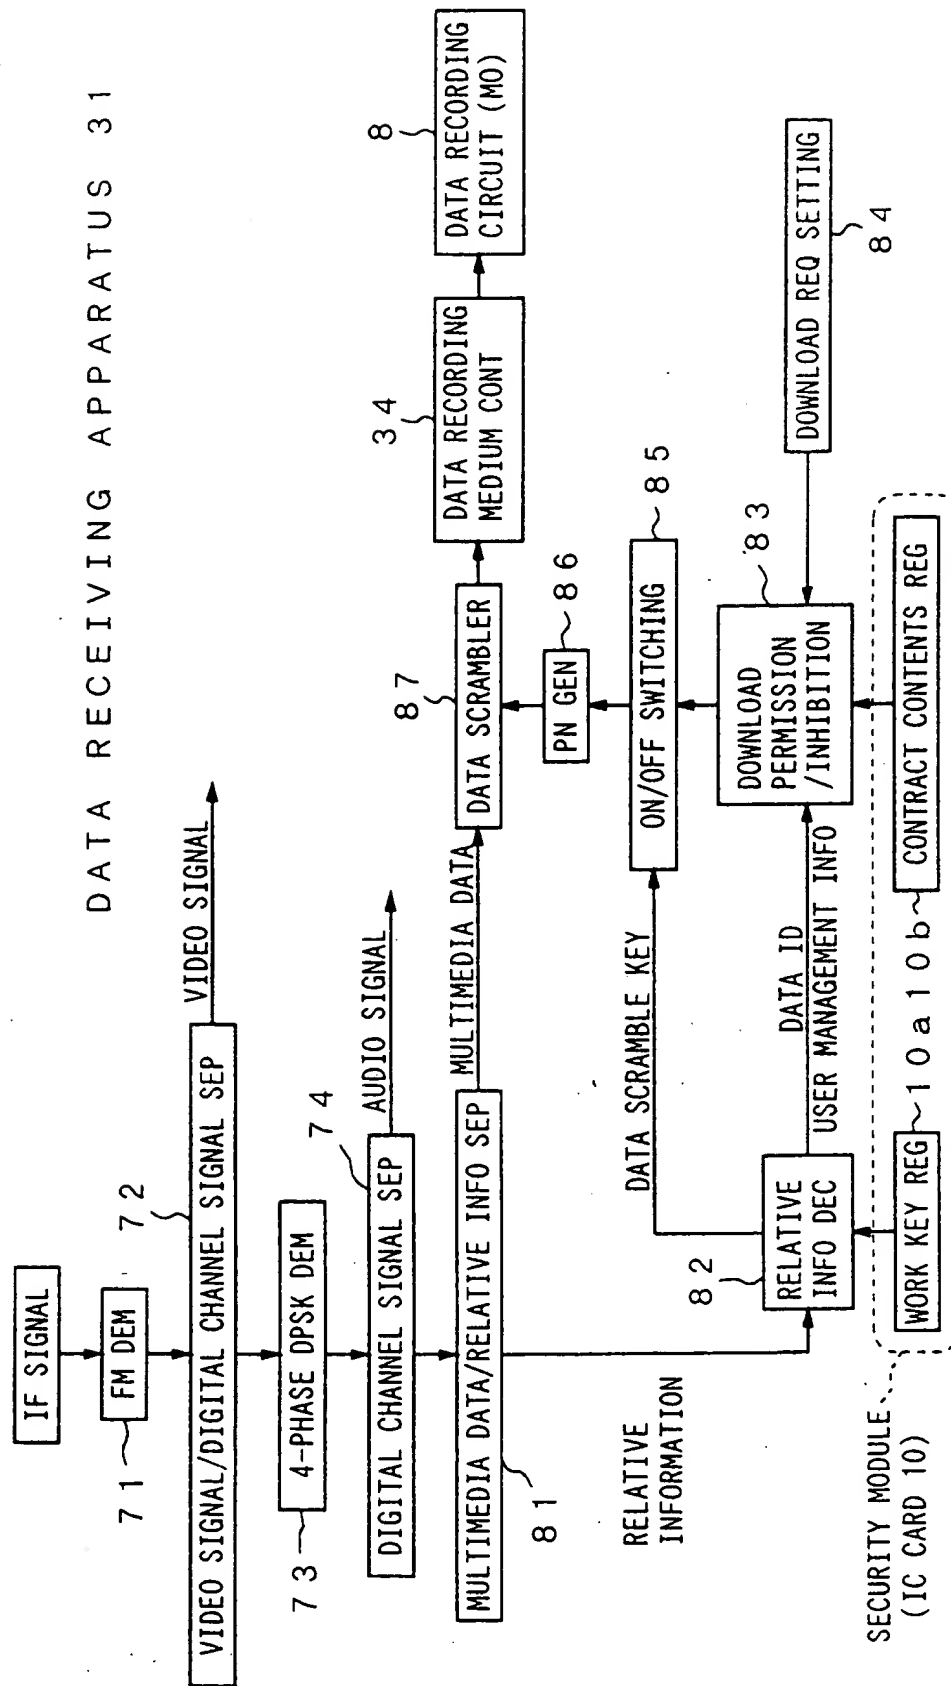 DATA RECEIVING APPARATUS 31
IF SIGNAL
FM DEM
71
72
VIDEO SIGNAL/DIGITAL CHANNEL SIGNAL SEP
VIDEO SIGNAL
4-PHASE DPSK DEM
73
74
DIGITAL CHANNEL SIGNAL SEP
AUDIO SIGNAL
MULTIMEDIA DATA/RELATIVE INFO SEP
81
MULTIMEDIA DATA
87
DATA SCRAMBLER
34
DATA RECORDING
MEDIUM CONT
8
DATA RECORDING
CIRCUIT (MO)
PN GEN
86
DATA SCRAMBLE KEY
ON/OFF SWITCHING
85
RELATIVE
INFORMATION
82
RELATIVE
INFO DEC
DATA ID
USER MANAGEMENT INFO
83
DOWNLOAD
PERMISSION
/INHIBITION
DOWNLOAD REQ SETTING
84
SECURITY MODULE
(IC CARD 10)
WORK KEY REG
10a
10b
CONTRACT CONTENTS REG